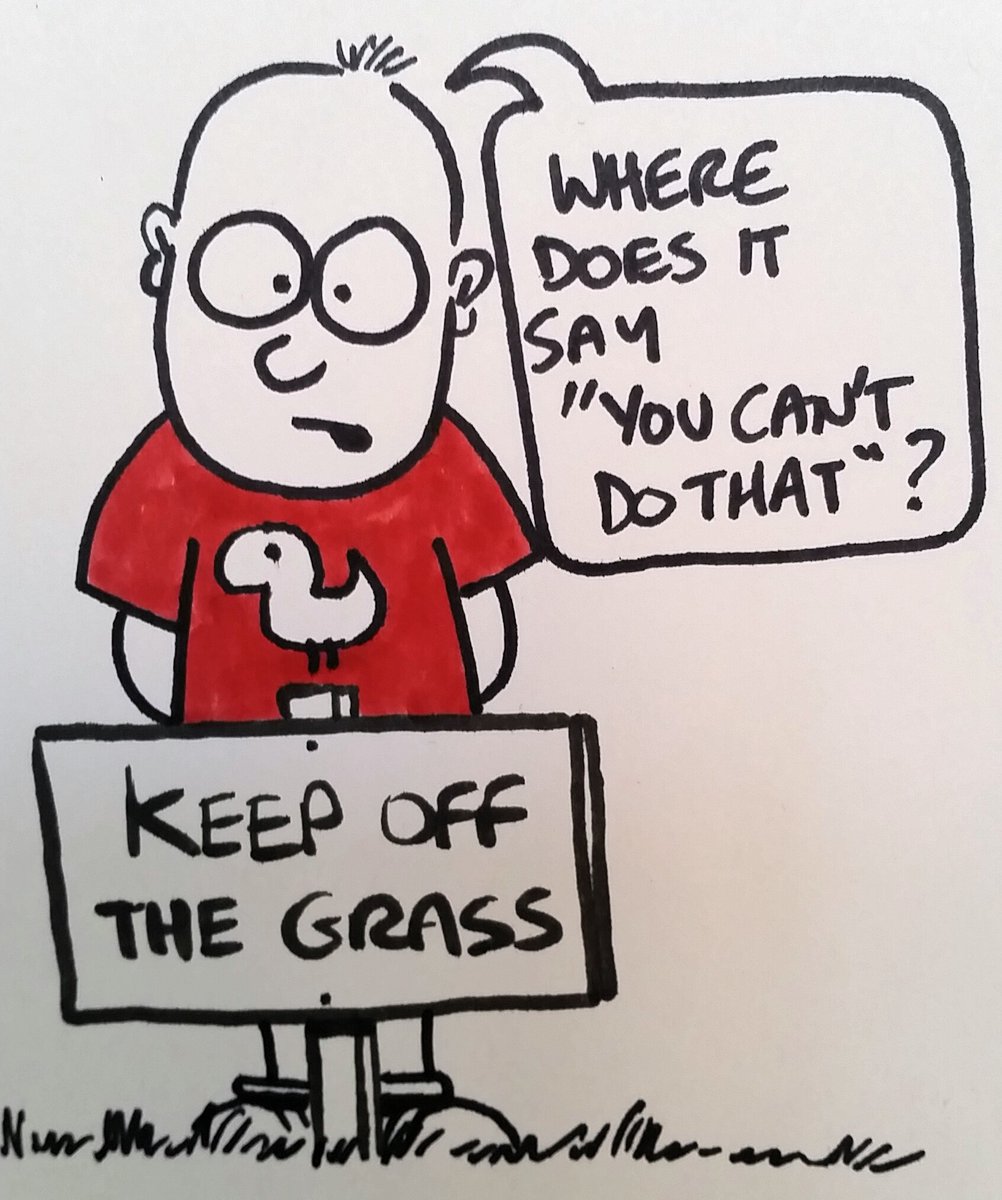 WHERE
DOES IT
SAY
"YOU CAN'T
DO THAT"?
KEEP OFF
THE GRASS